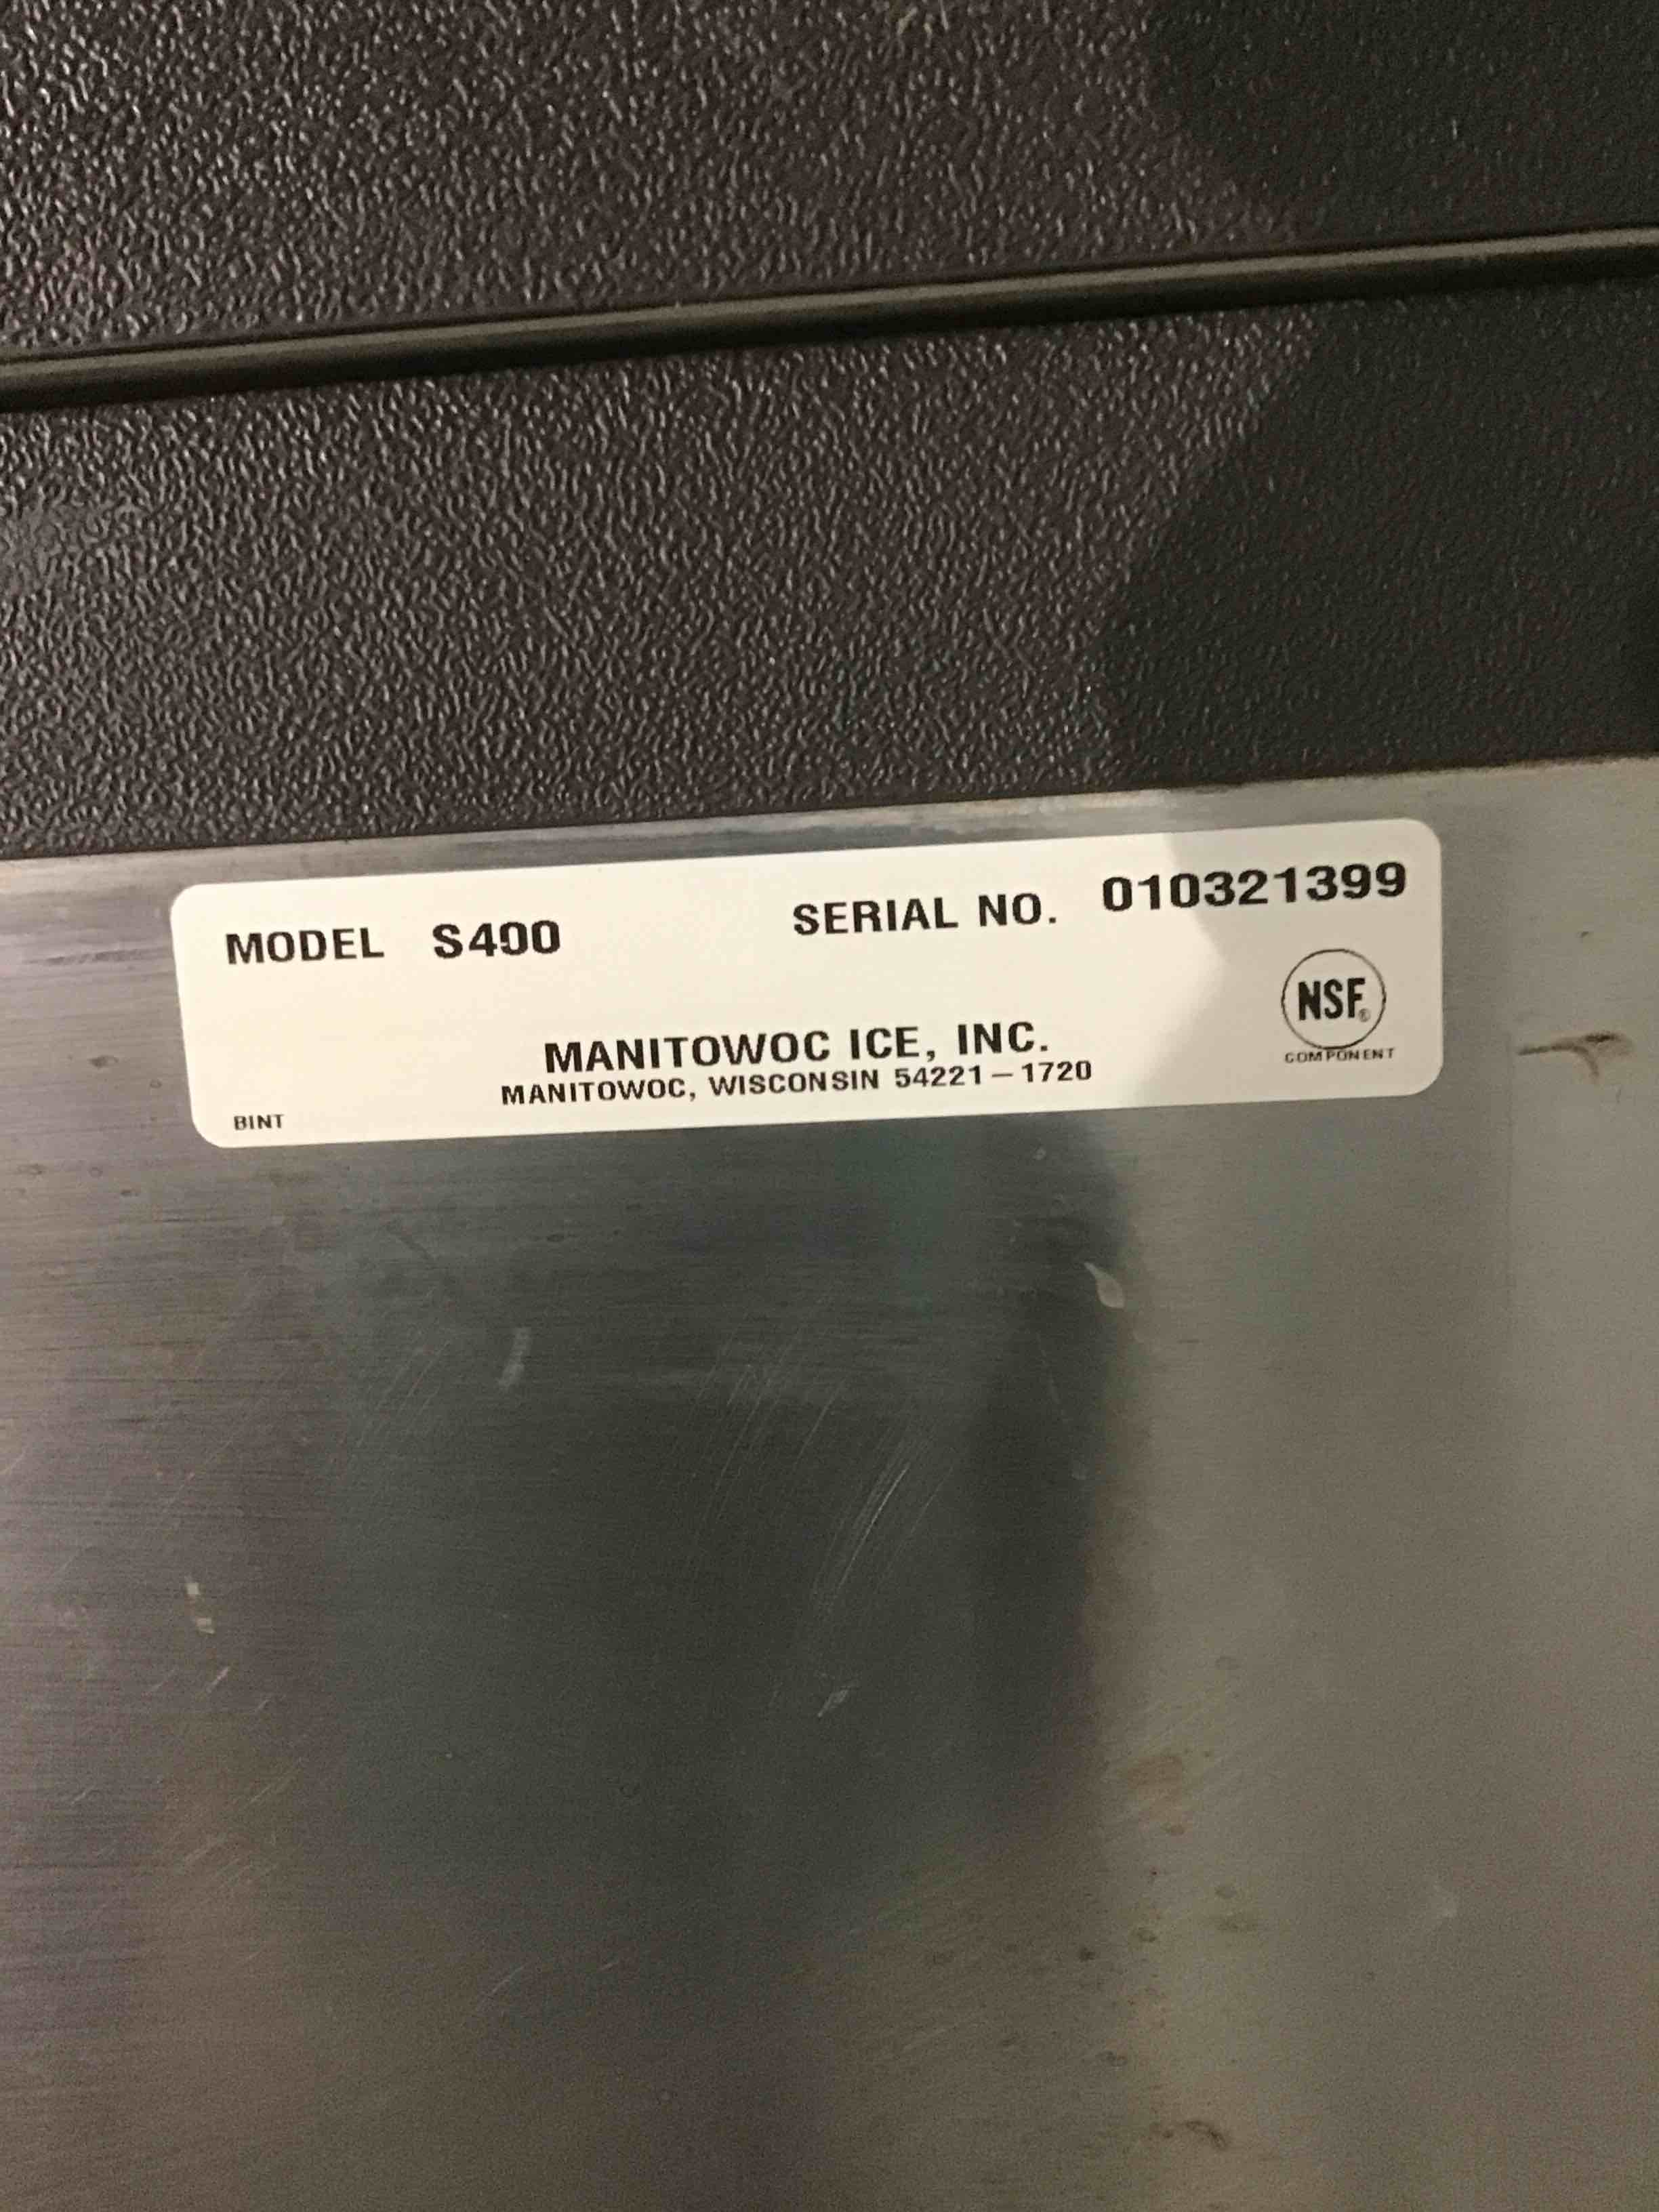 MODEL S400 SERIAL NO. 010321399
NSF®
COMPONENT
MANITOWOC ICE, INC.
MANITOWOC, WISCONSIN 54221-1720
BINT